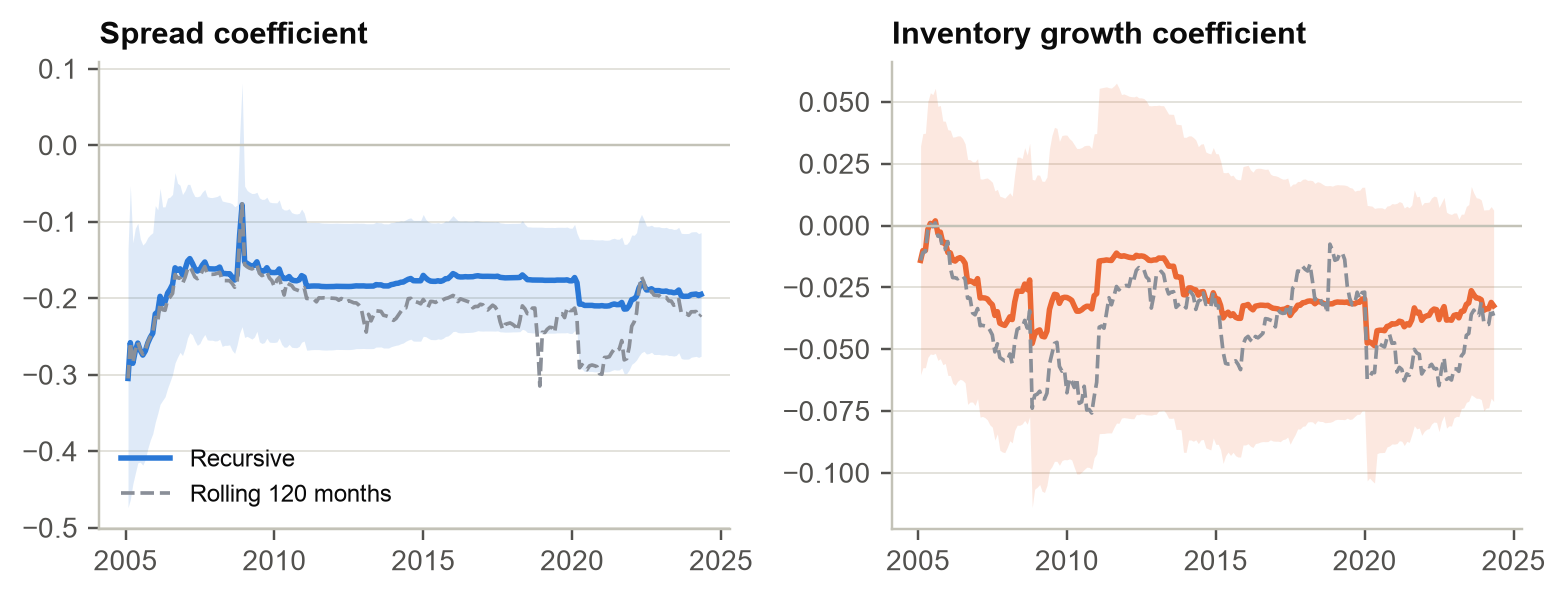 Spread coefficient
0.1
0.0
−0.1
−0.2
−0.3
−0.4
−0.5
Recursive
Rolling 120 months
2005 2010 2015 2020 2025
Inventory growth coefficient
0.050
0.025
0.000
−0.025
−0.050
−0.075
−0.100
2005 2010 2015 2020 2025